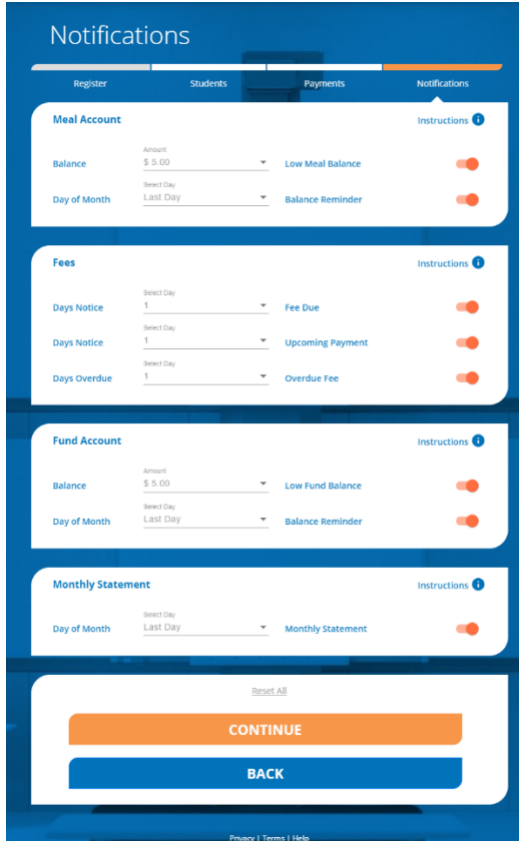 Notifications
Register Students Payments Notifications
Meal Account Instructions
Amount
Balance $ 5.00 Low Meal Balance
Select Day
Day of Month Last Day Balance Reminder
Fees Instructions
Select Day
Days Notice 1 Fee Due
Select Day
Days Notice 1 Upcoming Payment
Select Day
Days Overdue 1 Overdue Fee
Fund Account Instructions
Amount
Balance $ 5.00 Low Fund Balance
Select Day
Day of Month Last Day Balance Reminder
Monthly Statement Instructions
Select Day
Day of Month Last Day Monthly Statement
Reset All
CONTINUE
BACK
Privacy | Terms | Help